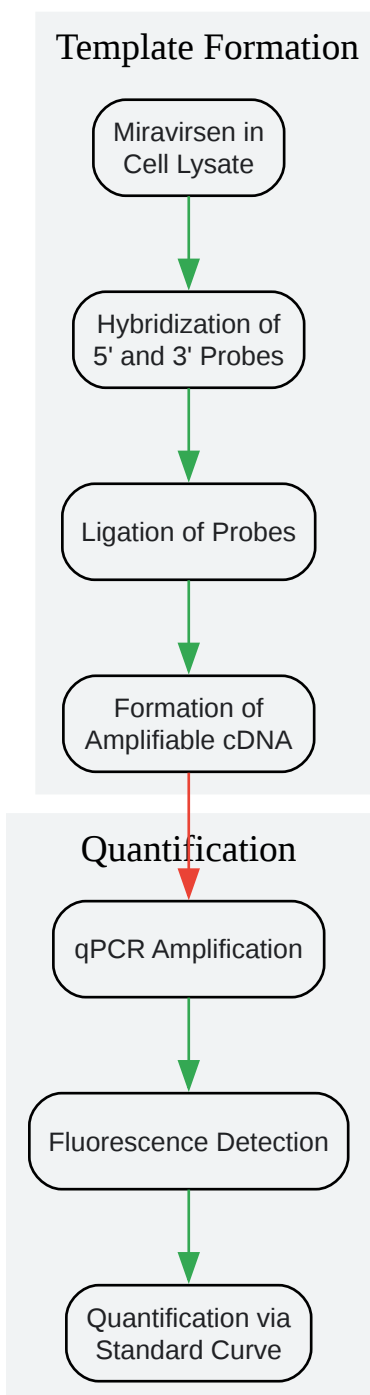 Template Formation
Miravirsen in
Cell Lysate
Hybridization of
5' and 3' Probes
Ligation of Probes
Formation of
Amplifiable cDNA
Quantification
qPCR Amplification
Fluorescence Detection
Quantification via
Standard Curve